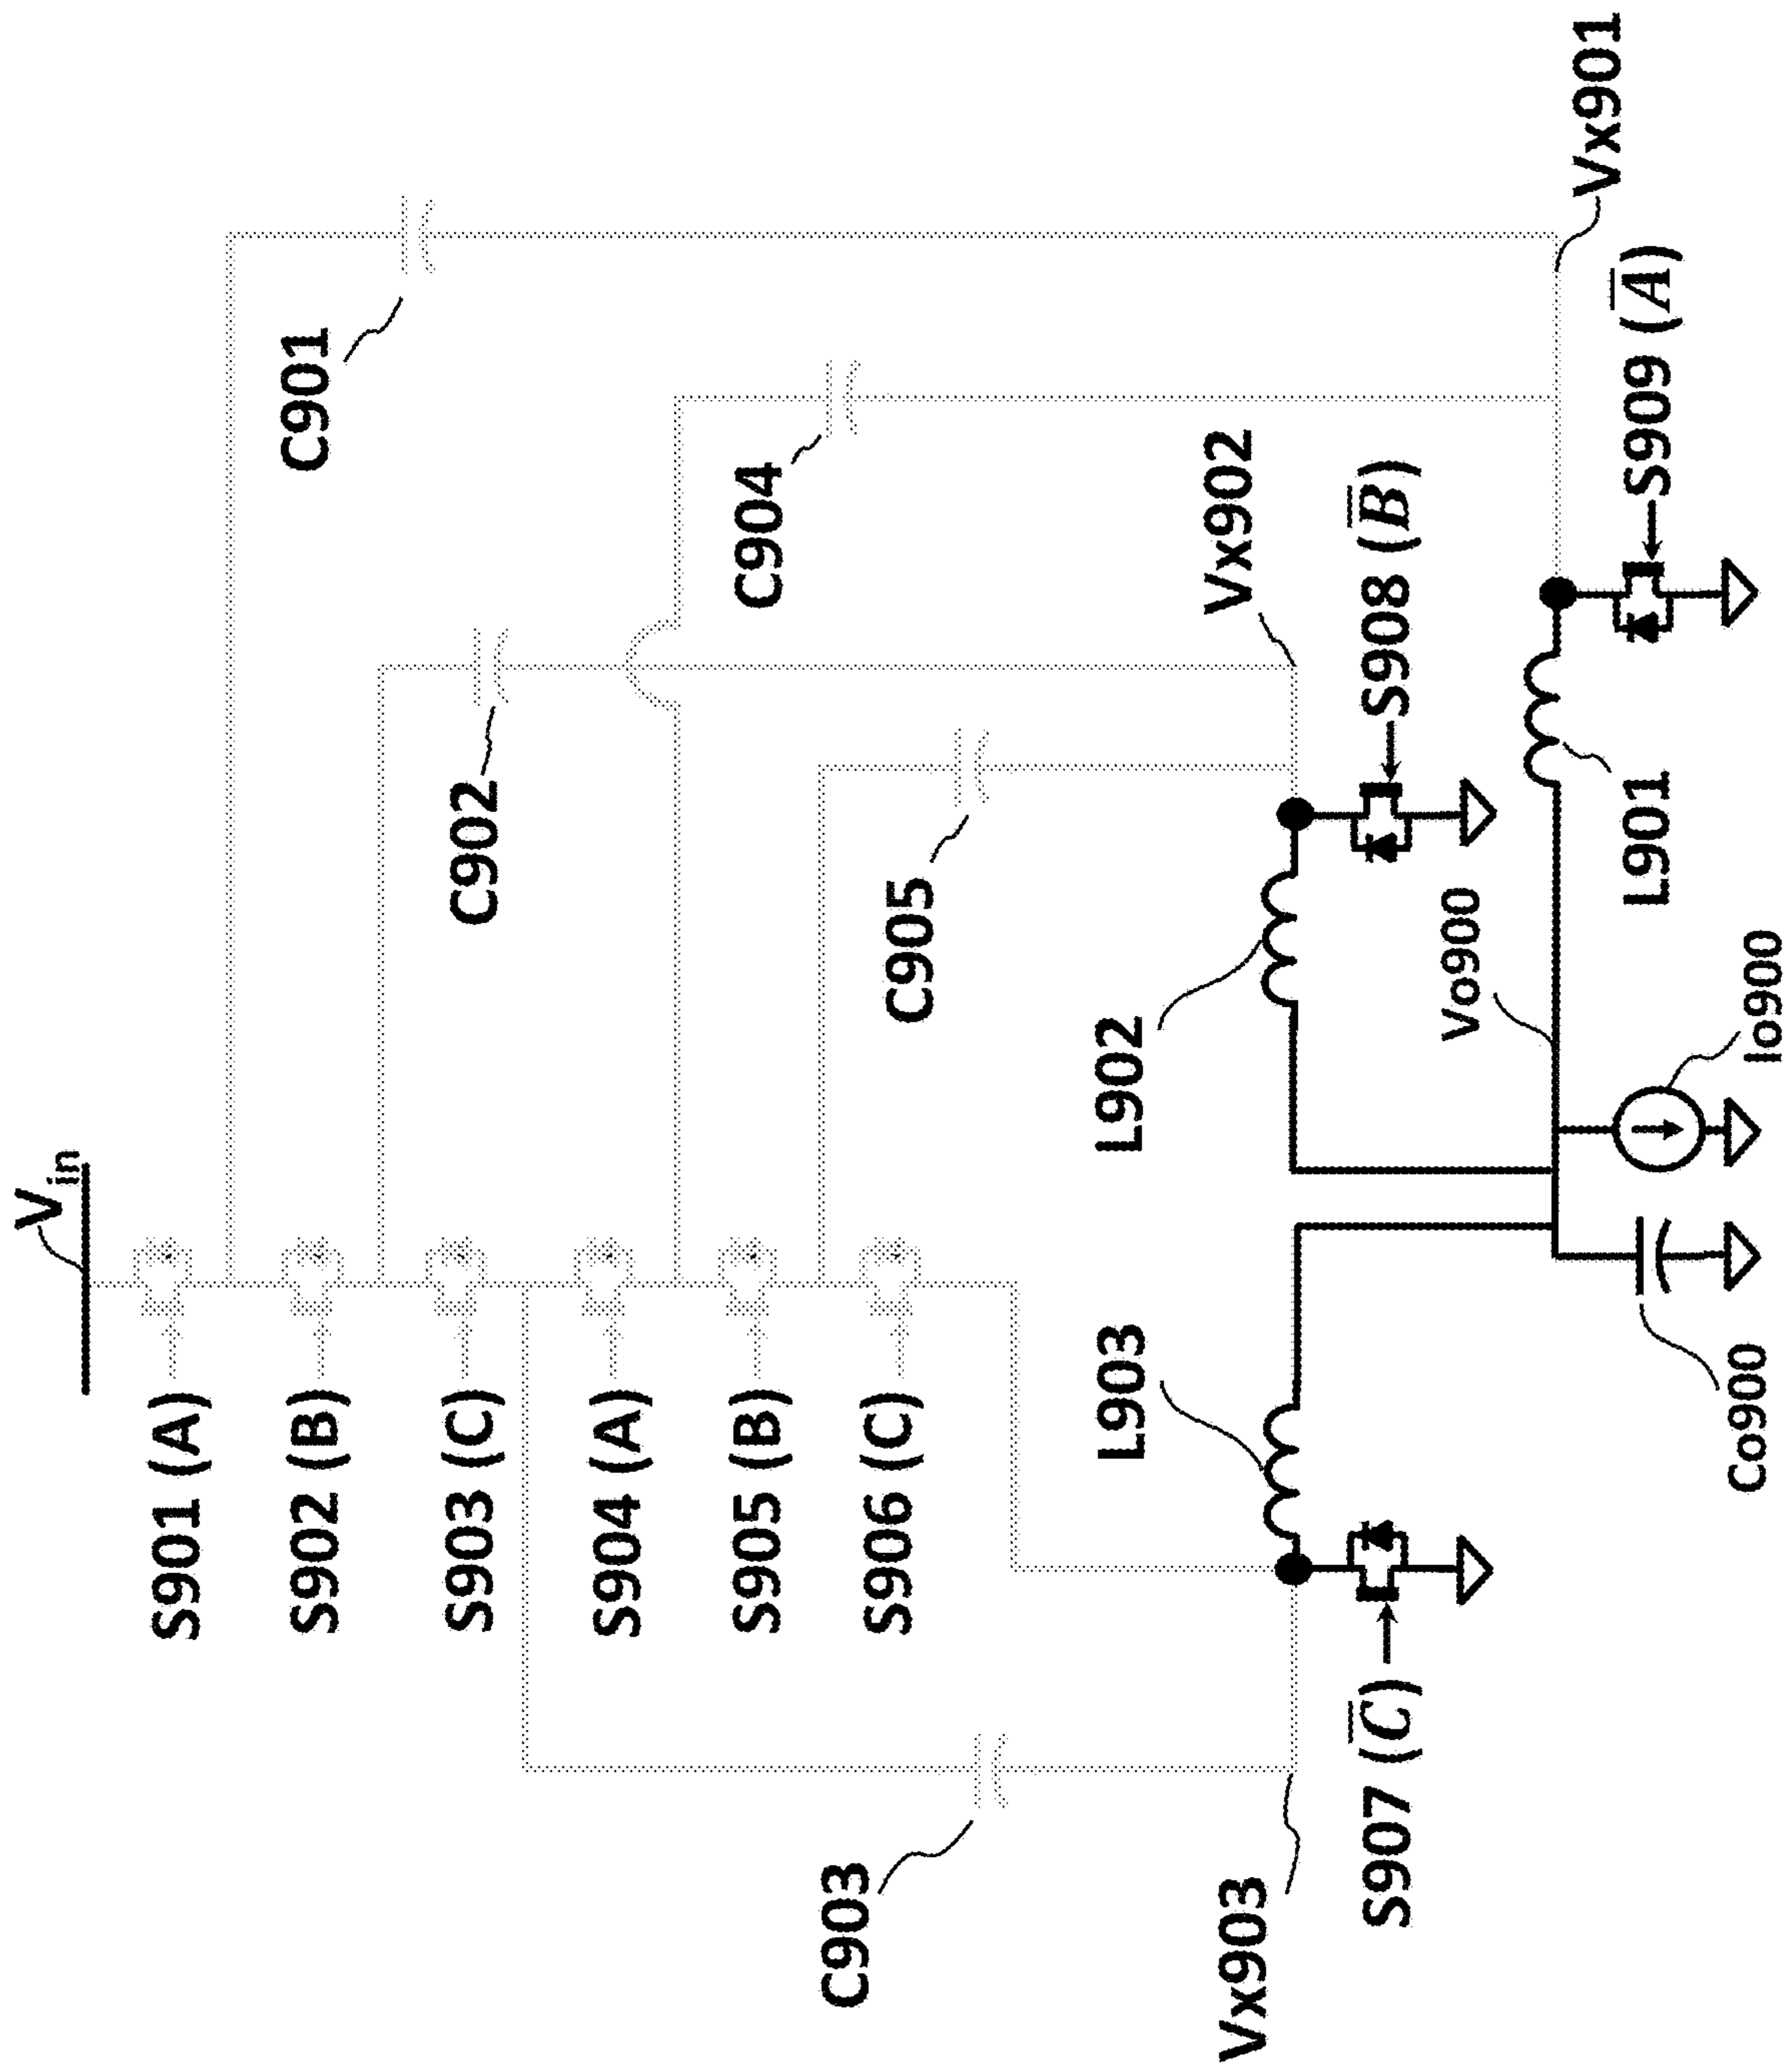 Vin
S901 (A)
S902 (B)
S903 (C)
S904 (A)
S905 (B)
S906 (C)
C901
C902
C904
C905
C903
Vx901
Vx902
Vx903
L903
L902
L901
S907 (C̅)
S908 (B̅)
S909 (A̅)
Vo900
Co900
Io900